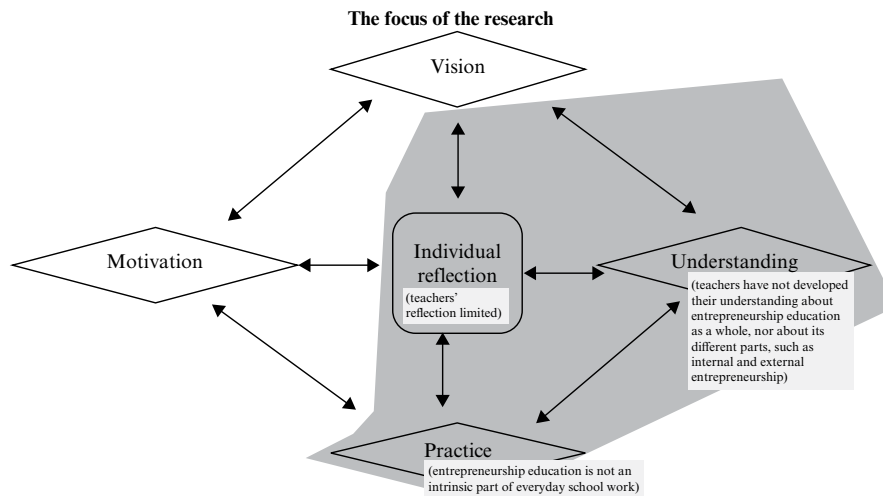 The focus of the research
Vision
Motivation
Individual
reflection
(teachers’
reflection limited)
Understanding
(teachers have not developed
their understanding about
entrepreneurship education
as a whole, nor about its
different parts, such as
internal and external
entrepreneurship)
Practice
(entrepreneurship education is not an
intrinsic part of everyday school work)